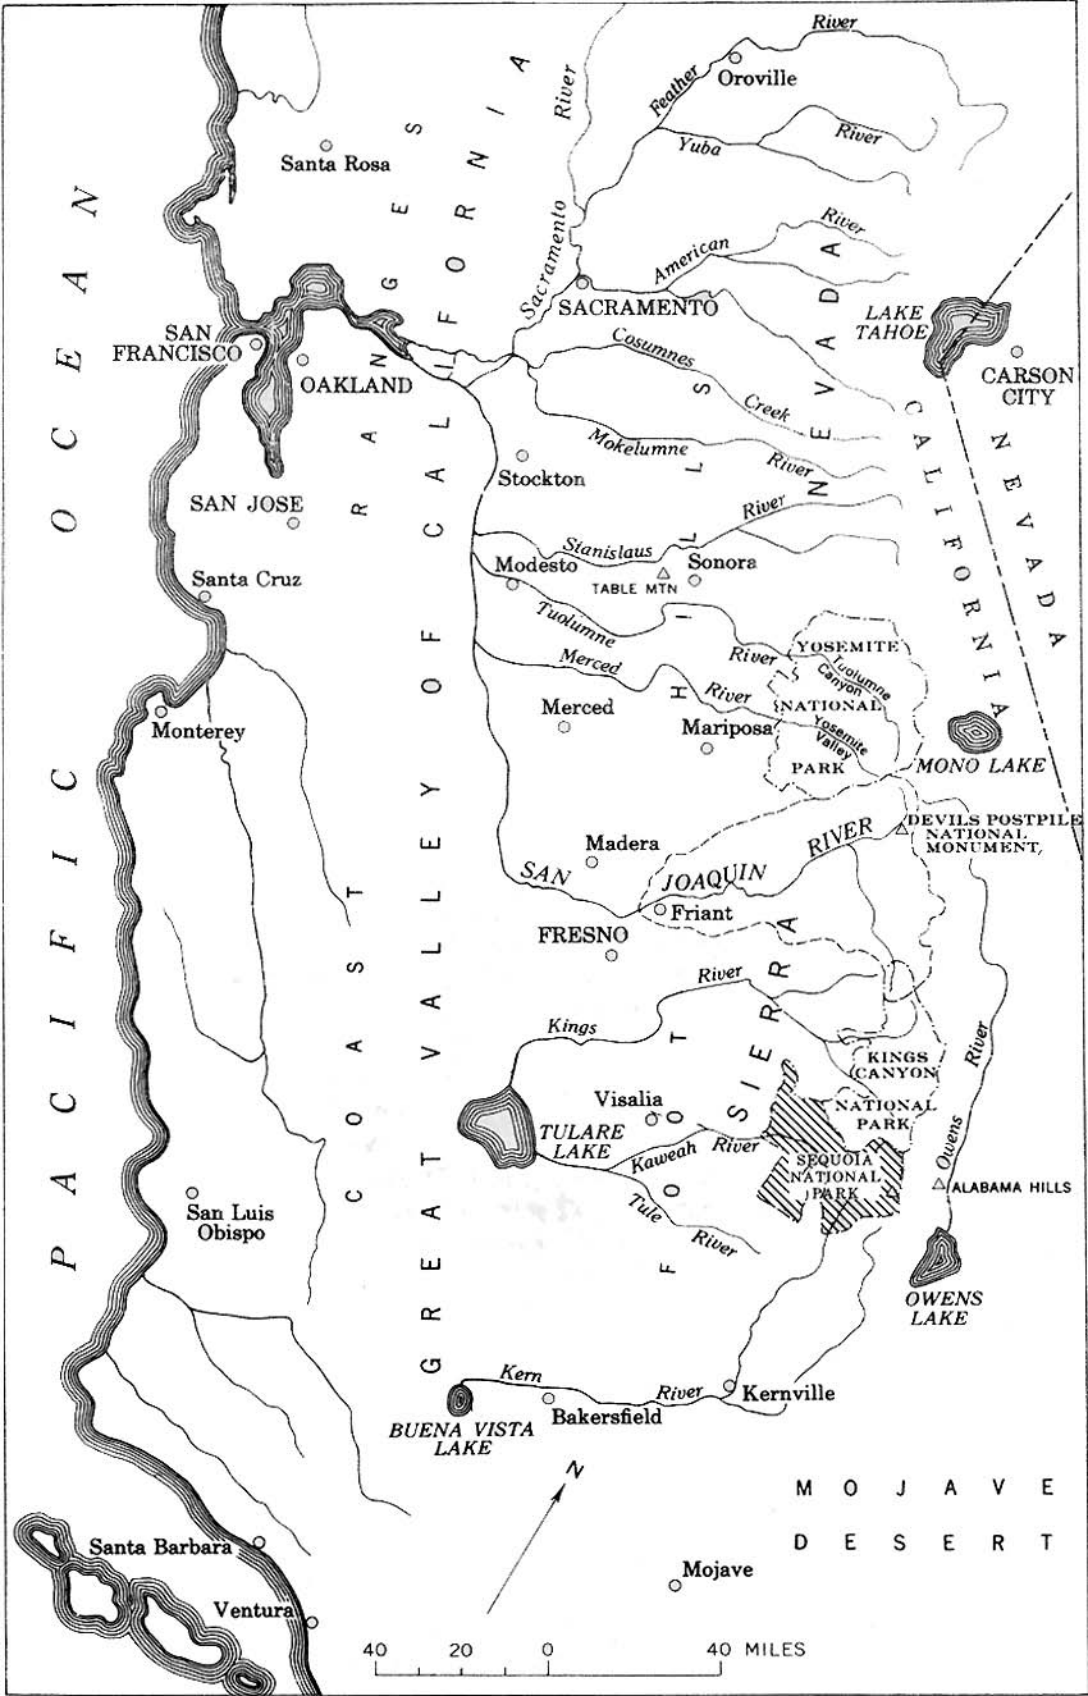 River
Oroville
Feather
River
Yuba
River
Santa Rosa
PACIFIC OCEAN
COAST RANGES
GREAT VALLEY OF CALIFORNIA
Sacramento
River
American
SACRAMENTO
LAKE
TAHOE
SAN
FRANCISCO
OAKLAND
Cosumnes
Creek
CARSON
CITY
CALIFORNIA
NEVADA
Mokelumne
River
Stockton
SAN JOSE
River
Stanislaus
Sonora
Modesto
TABLE MTN
Santa Cruz
Tuolumne
River
YOSEMITE
Tuolumne
Canyon
Merced
River
NATIONAL
Merced
Mariposa
Yosemite
Valley
PARK
Monterey
MONO LAKE
DEVILS POSTPILE
NATIONAL
MONUMENT
Madera
SAN
JOAQUIN
RIVER
Friant
FRESNO
SIERRA NEVADA
FOOTHILLS
River
Kings
KINGS
CANYON
NATIONAL
PARK
Owens
River
Visalia
TULARE
LAKE
Kaweah
River
SEQUOIA
NATIONAL
PARK
ALABAMA HILLS
Tule
River
San Luis
Obispo
OWENS
LAKE
Kern
River
Kernville
Bakersfield
BUENA VISTA
LAKE
N
MOJAVE
DESERT
Santa Barbara
Mojave
Ventura
40 20 0 40 MILES